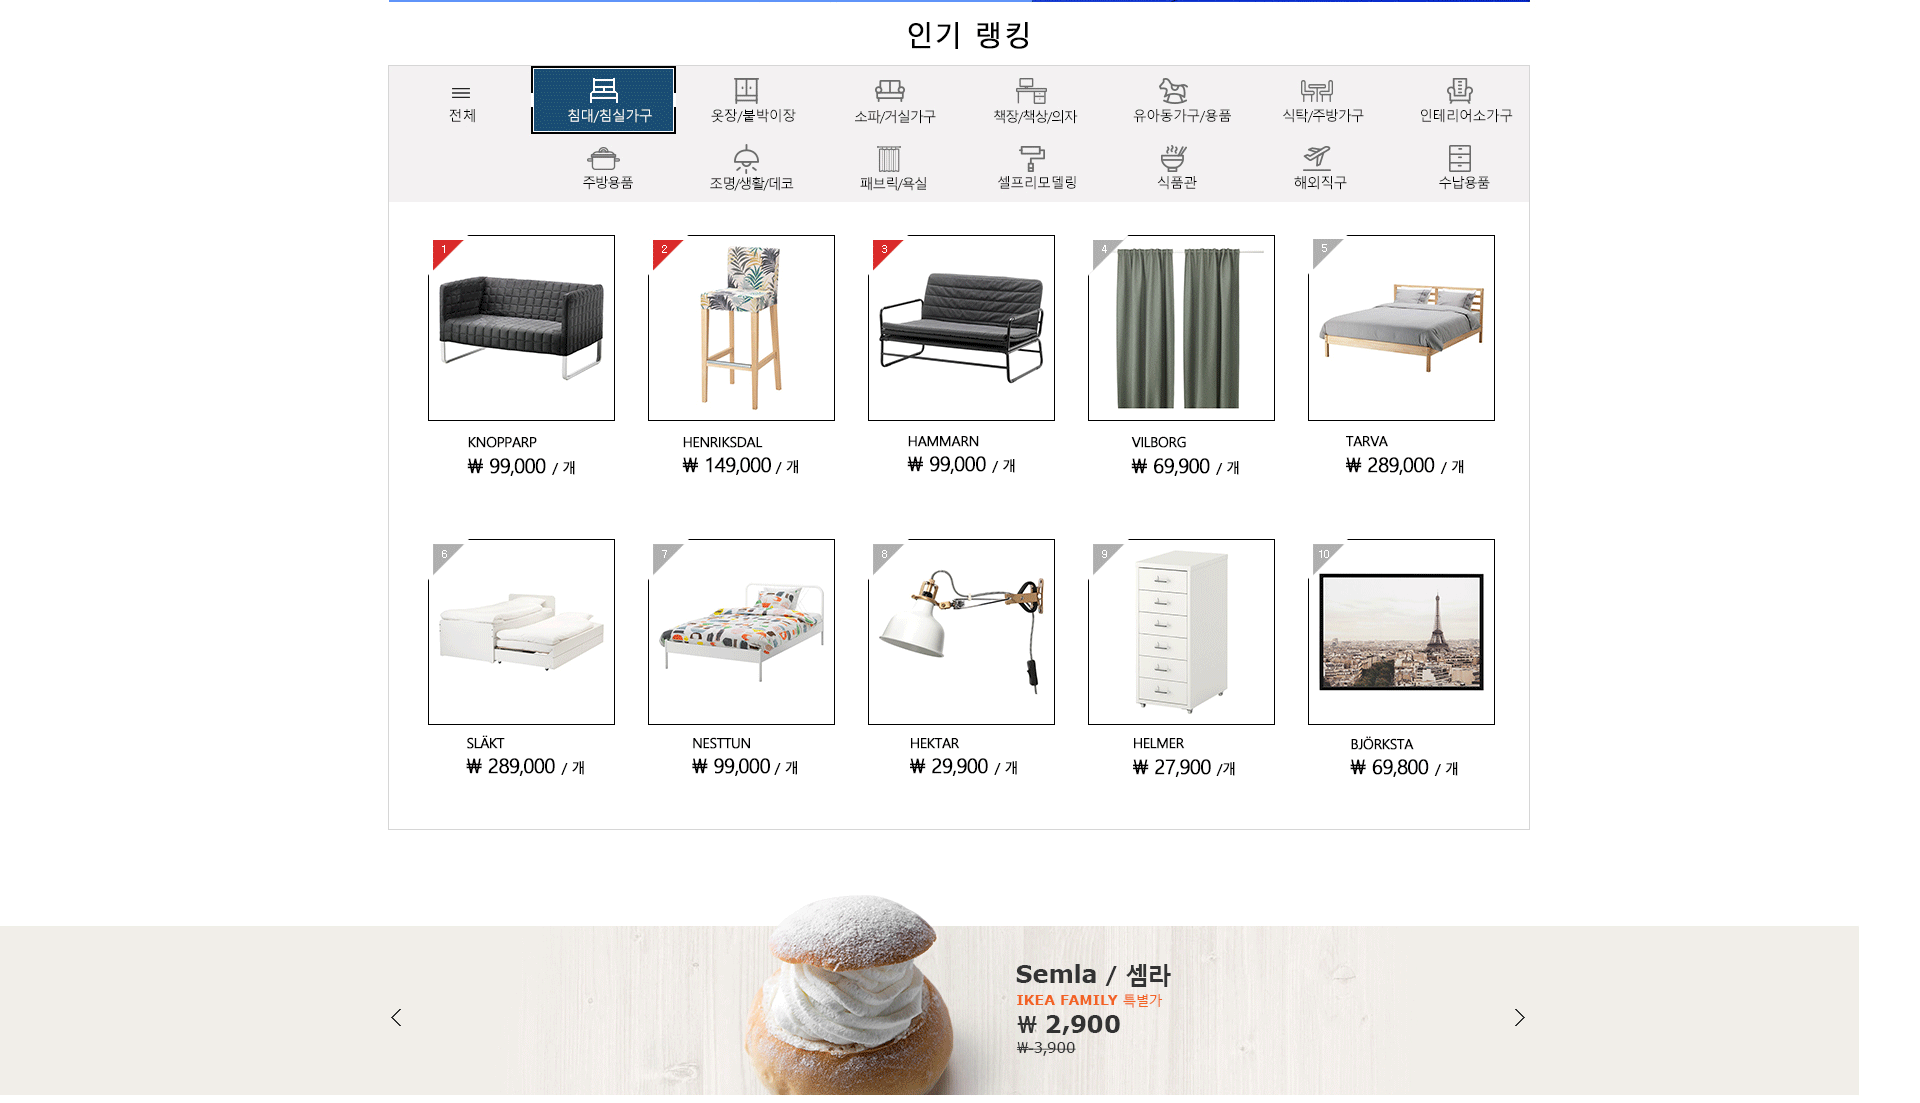 인기 랭킹
전체
침대/침실가구
옷장/붙박이장
소파/거실가구
책장/책상/의자
유아동가구/용품
식탁/주방가구
인테리어소가구
주방용품
조명/생활/데코
패브릭/욕실
셀프리모델링
식품관
해외직구
수납용품
1
2
3
4
5
KNOPPARP
₩ 99,000 / 개
HENRIKSDAL
₩ 149,000 / 개
HAMMARN
₩ 99,000 / 개
VILBORG
₩ 69,900 / 개
TARVA
₩ 289,000 / 개
6
7
8
9
10
SLÄKT
₩ 289,000 / 개
NESTTUN
₩ 99,000 / 개
HEKTAR
₩ 29,900 / 개
HELMER
₩ 27,900 /개
BJÖRKSTA
₩ 69,800 / 개
Semla / 셈라
IKEA FAMILY 특별가
₩ 2,900
₩ 3,900